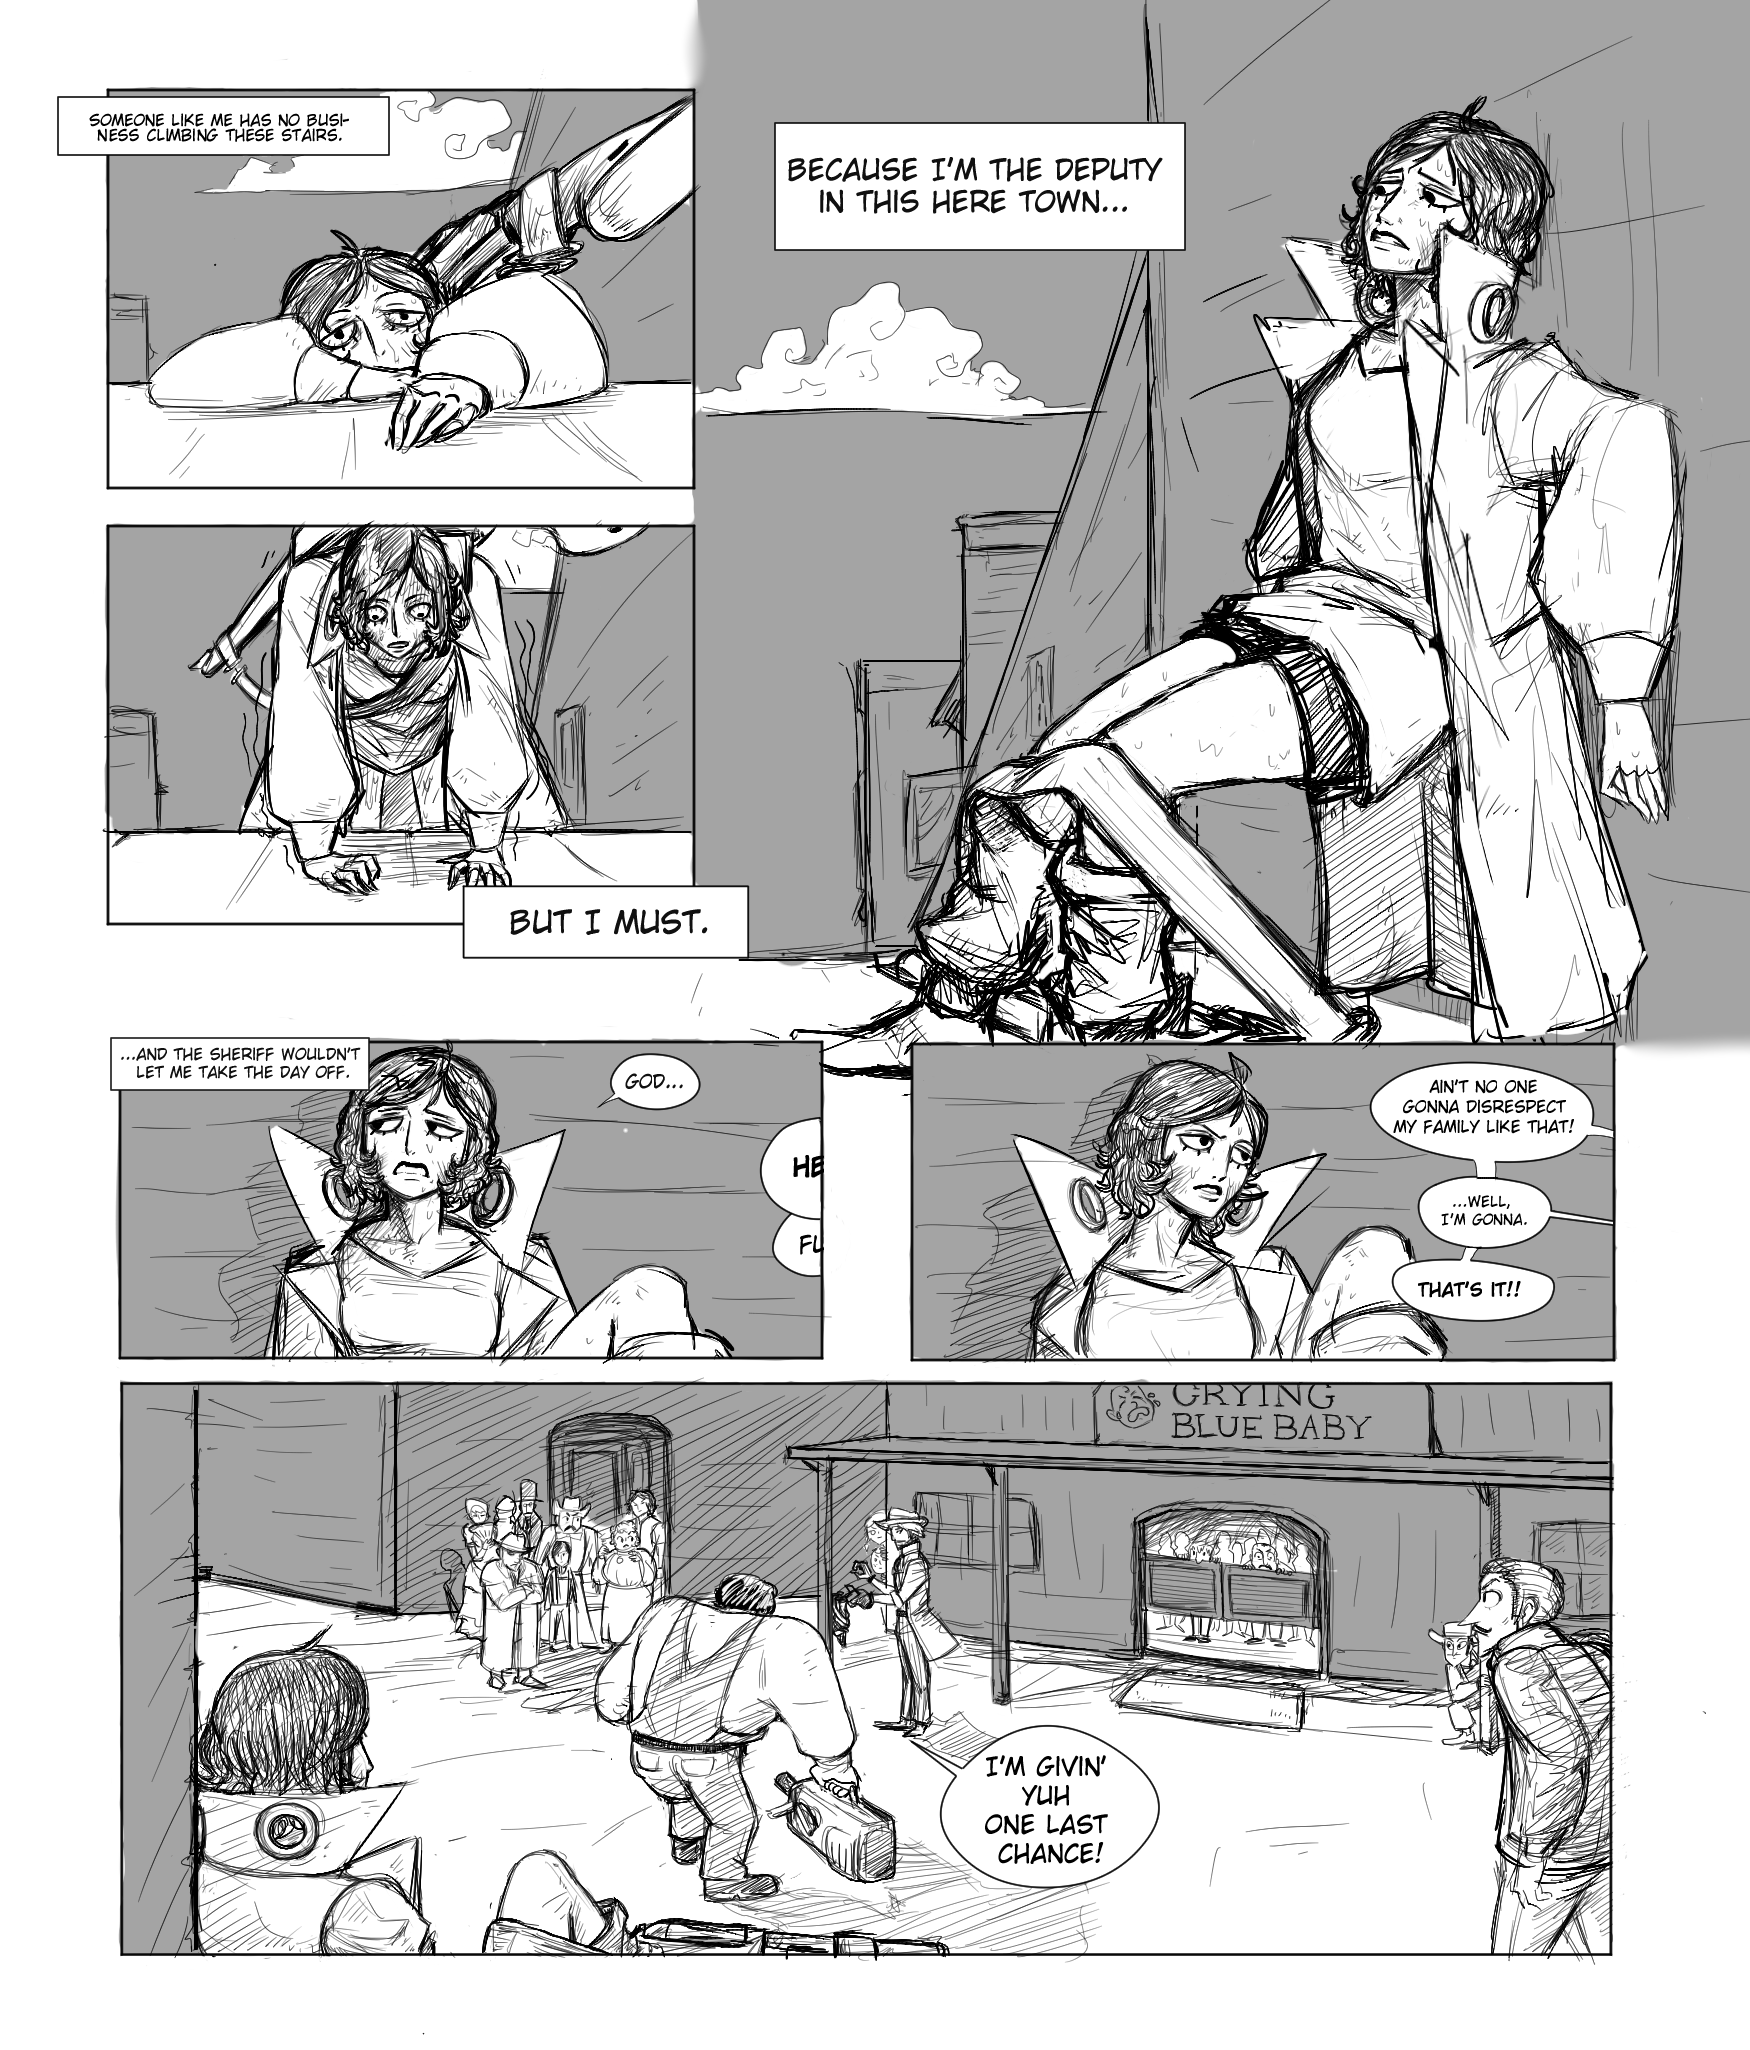 SOMEONE LIKE ME HAS NO BUSI-
NESS CLIMBING THESE STAIRS.
BUT I MUST.
BECAUSE I'M THE DEPUTY
IN THIS HERE TOWN...
...AND THE SHERIFF WOULDN'T
LET ME TAKE THE DAY OFF.
GOD...
HE
FU
AIN'T NO ONE
GONNA DISRESPECT
MY FAMILY LIKE THAT!
...WELL,
I'M GONNA.
THAT'S IT!!
CRYING
BLUE BABY
I'M GIVIN'
YUH
ONE LAST
CHANCE!